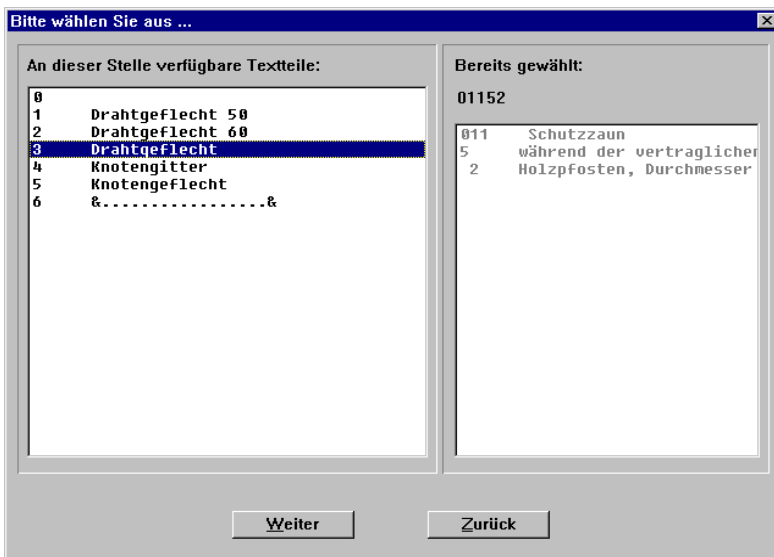 Bitte wählen Sie aus ...
An dieser Stelle verfügbare Textteile:
0
1 Drahtgeflecht 50
2 Drahtgeflecht 60
3 Drahtgeflecht
4 Knotengitter
5 Knotengeflecht
6 &.................&
Bereits gewählt:
01152
011 Schutzzaun
5 während der vertraglicher
2 Holzpfosten, Durchmesser
Weiter
Zurück